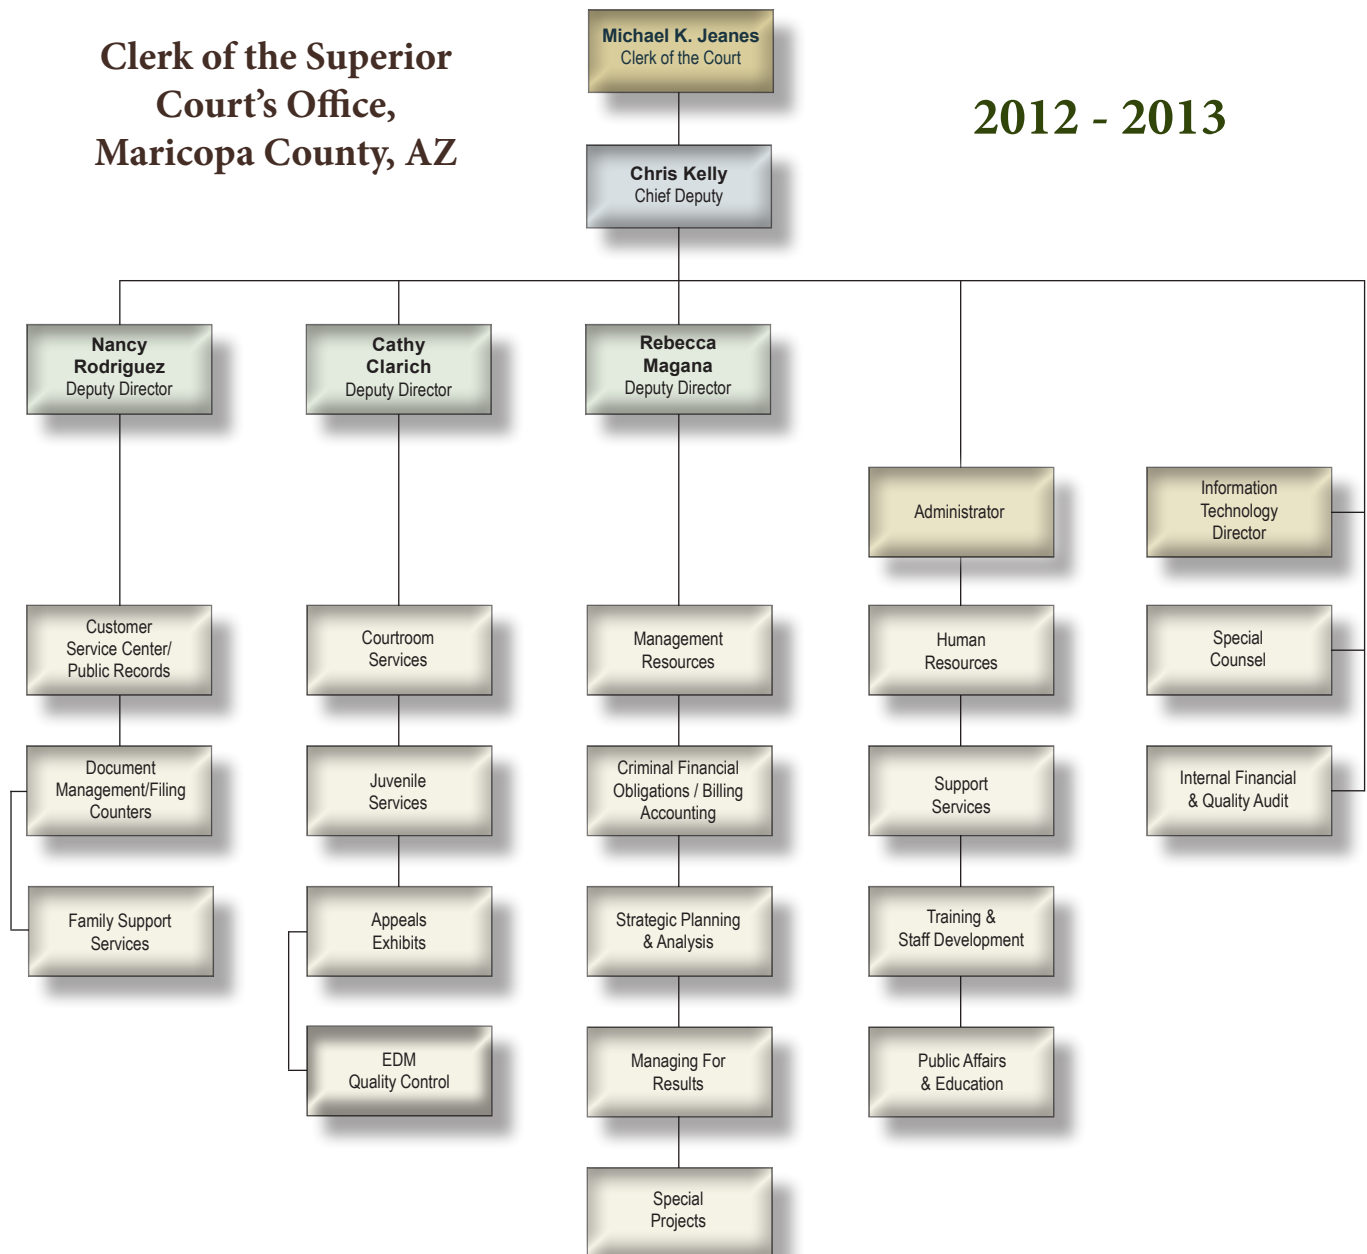 Clerk of the Superior
Court's Office,
Maricopa County, AZ
Michael K. Jeanes
Clerk of the Court
2012 - 2013
Chris Kelly
Chief Deputy
Nancy
Rodriguez
Deputy Director
Cathy
Clarich
Deputy Director
Rebecca
Magana
Deputy Director
Administrator
Information
Technology
Director
Customer
Service Center/
Public Records
Courtroom
Services
Management
Resources
Human
Resources
Special
Counsel
Document
Management/Filing
Counters
Juvenile
Services
Criminal Financial
Obligations / Billing
Accounting
Support
Services
Internal Financial
& Quality Audit
Family Support
Services
Appeals
Exhibits
Strategic Planning
& Analysis
Training &
Staff Development
EDM
Quality Control
Managing For
Results
Public Affairs
& Education
Special
Projects